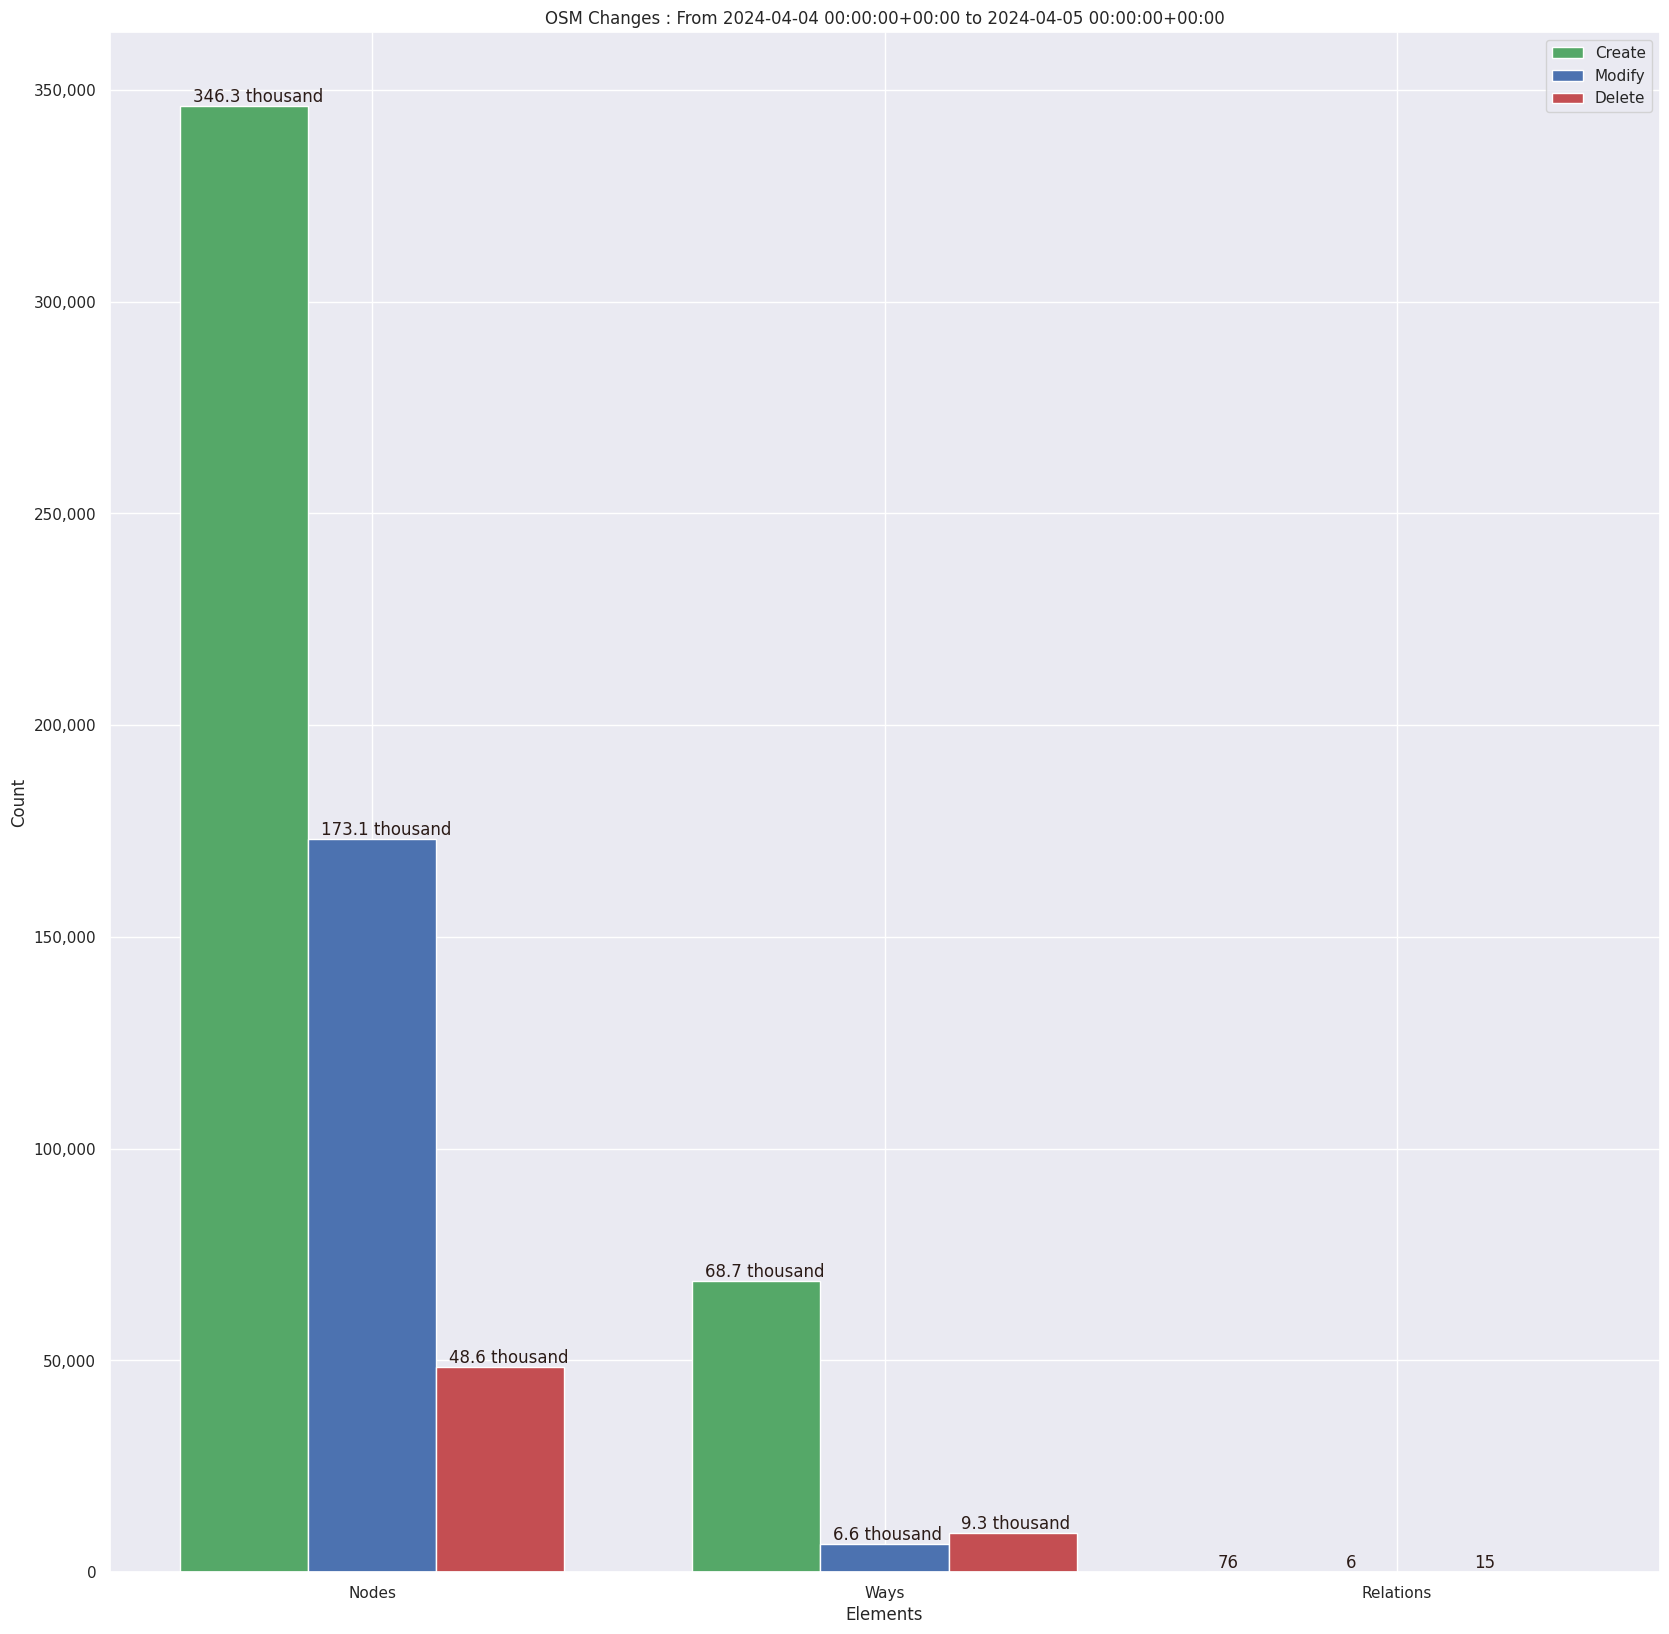 OSM Changes : From 2024-04-04 00:00:00+00:00 to 2024-04-05 00:00:00+00:00
Create
Modify
Delete
350,000
300,000
250,000
200,000
150,000
100,000
50,000
0
Count
346.3 thousand
173.1 thousand
48.6 thousand
68.7 thousand
6.6 thousand
9.3 thousand
76
6
15
Nodes
Ways
Relations
Elements